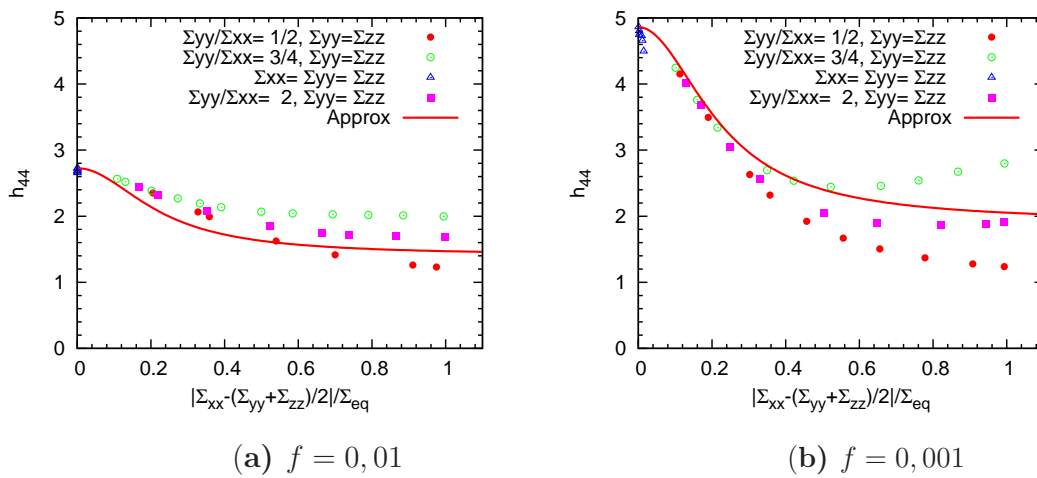 5
4
3
2
1
0
0 0.2 0.4 0.6 0.8 1
h44
|Σxx-(Σyy+Σzz)/2|/Σeq
Σyy/Σxx= 1/2, Σyy=Σzz
Σyy/Σxx= 3/4, Σyy=Σzz
Σxx= Σyy= Σzz
Σyy/Σxx= 2, Σyy= Σzz
Approx
(a) f = 0, 01
5
4
3
2
1
0
0 0.2 0.4 0.6 0.8 1
h44
|Σxx-(Σyy+Σzz)/2|/Σeq
Σyy/Σxx= 1/2, Σyy=Σzz
Σyy/Σxx= 3/4, Σyy=Σzz
Σxx= Σyy= Σzz
Σyy/Σxx= 2, Σyy= Σzz
Approx
(b) f = 0, 001